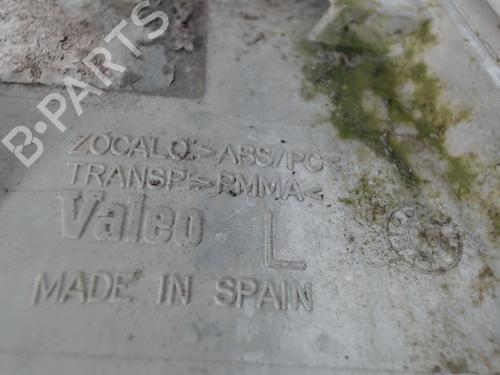 B-PARTS
ZOCALO:>ABS/PC<
TRANSP:>PMMA<
Valeo L
MADE IN SPAIN